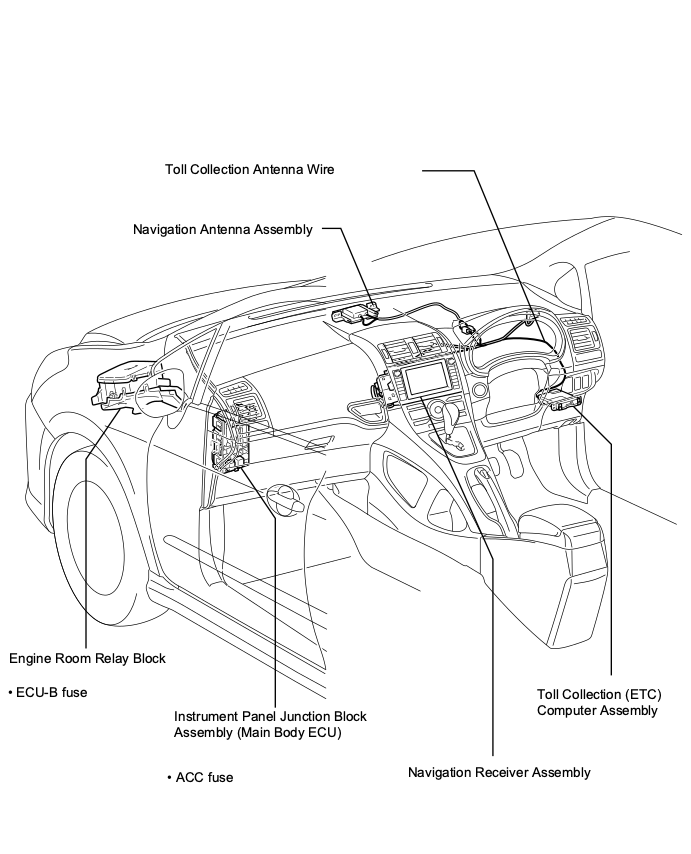 Toll Collection Antenna Wire
Navigation Antenna Assembly
Engine Room Relay Block
• ECU-B fuse
Instrument Panel Junction Block
Assembly (Main Body ECU)
• ACC fuse
Toll Collection (ETC)
Computer Assembly
Navigation Receiver Assembly